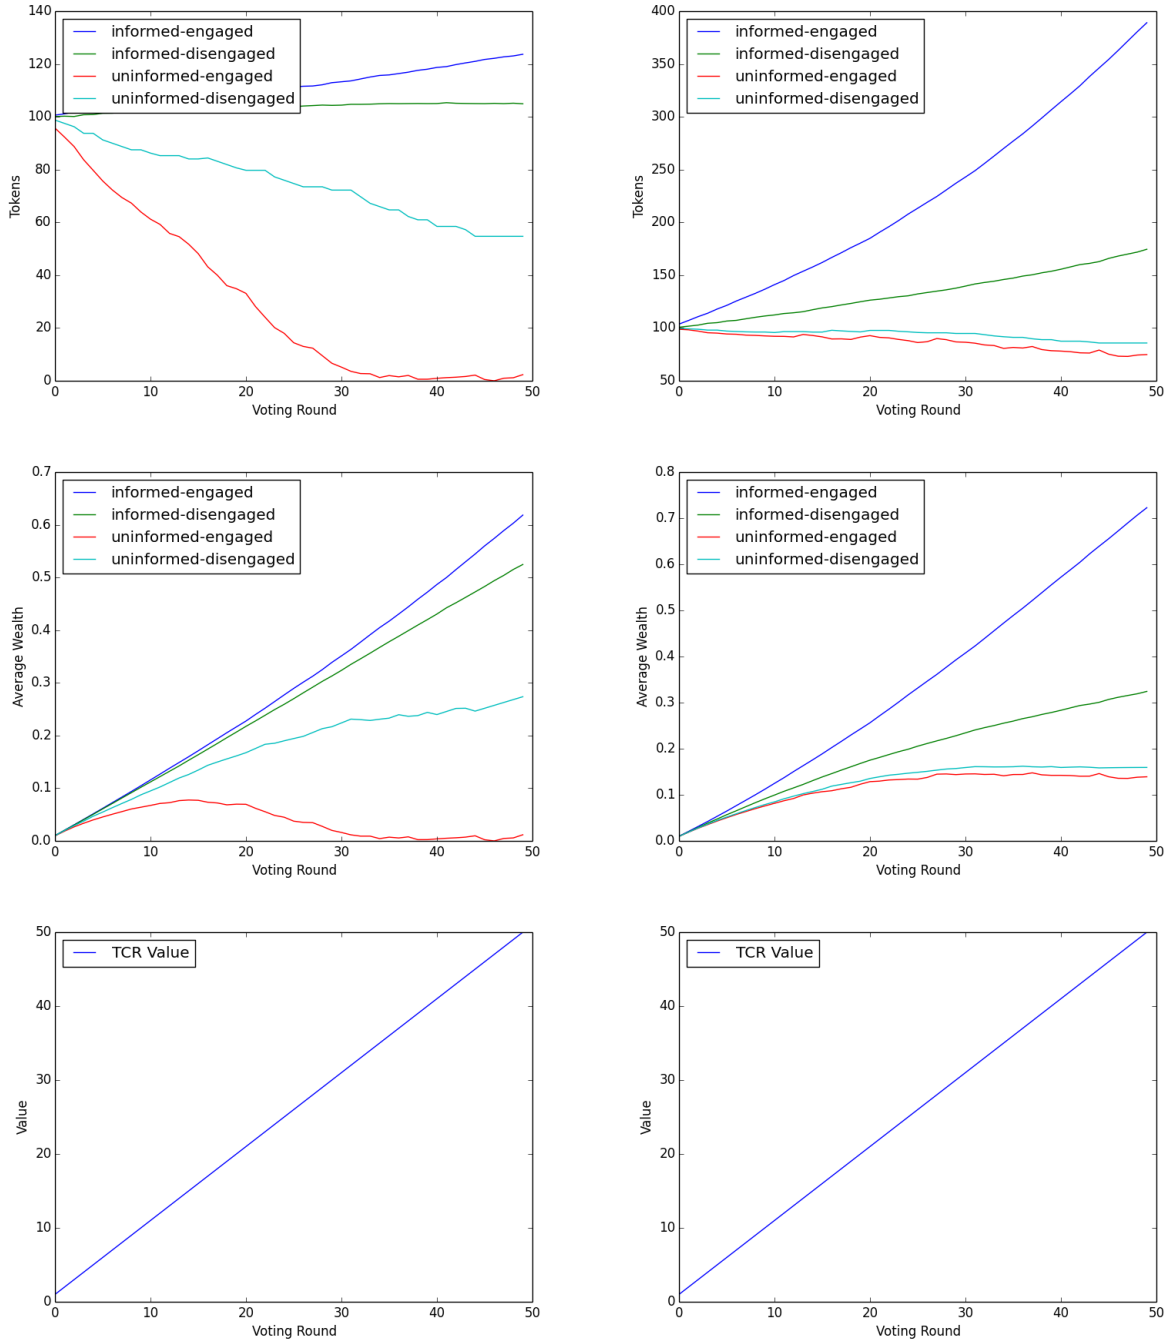 140
120
100
80
60
40
20
0
Tokens
informed-engaged
informed-disengaged
uninformed-engaged
uninformed-disengaged
0 10 20 30 40 50
Voting Round
400
350
300
250
200
150
100
50
Tokens
informed-engaged
informed-disengaged
uninformed-engaged
uninformed-disengaged
0 10 20 30 40 50
Voting Round
0.7
0.6
0.5
0.4
0.3
0.2
0.1
0.0
Average Wealth
informed-engaged
informed-disengaged
uninformed-engaged
uninformed-disengaged
0 10 20 30 40 50
Voting Round
0.8
0.7
0.6
0.5
0.4
0.3
0.2
0.1
0.0
Average Wealth
informed-engaged
informed-disengaged
uninformed-engaged
uninformed-disengaged
0 10 20 30 40 50
Voting Round
50
40
30
20
10
0
Value
TCR Value
0 10 20 30 40 50
Voting Round
50
40
30
20
10
0
Value
TCR Value
0 10 20 30 40 50
Voting Round